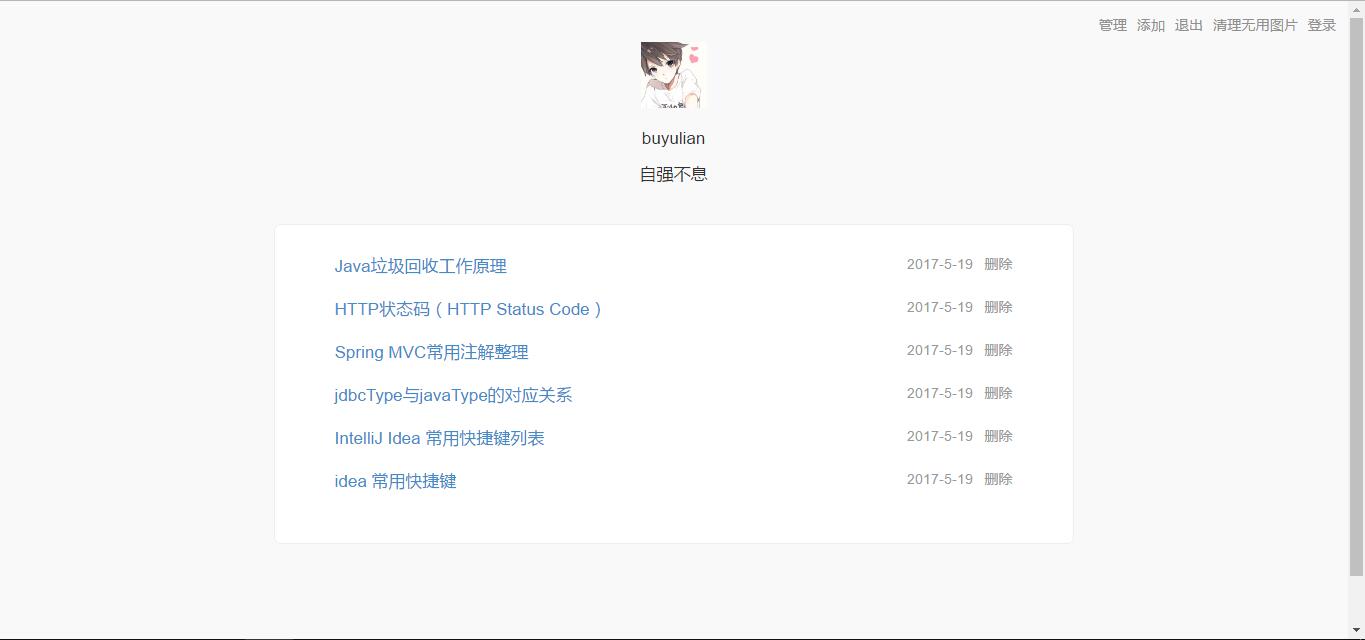 管理 添加 退出 清理无用图片 登录
buyulian
自强不息
Java垃圾回收工作原理 2017-5-19 删除
HTTP状态码（HTTP Status Code） 2017-5-19 删除
Spring MVC常用注解整理 2017-5-19 删除
jdbcType与javaType的对应关系 2017-5-19 删除
IntelliJ Idea 常用快捷键列表 2017-5-19 删除
idea 常用快捷键 2017-5-19 删除